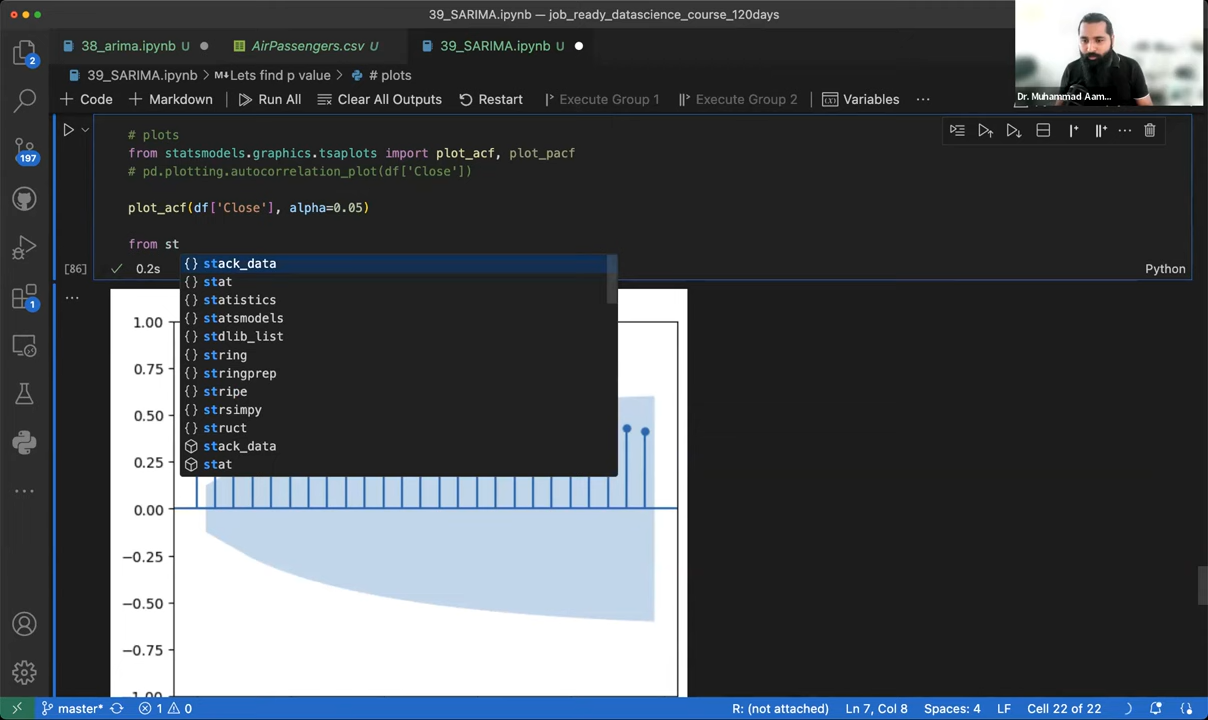 39_SARIMA.ipynb — job_ready_datascience_course_120days
38_arima.ipynb U
AirPassengers.csv U
39_SARIMA.ipynb U
39_SARIMA.ipynb > M↓ Lets find p value > # plots
+ Code + Markdown Run All Clear All Outputs Restart Execute Group 1 Execute Group 2 Variables ...
Dr. Muhammad Aam...
2
197
1
# plots
from statsmodels.graphics.tsaplots import plot_acf, plot_pacf
# pd.plotting.autocorrelation_plot(df['Close'])
plot_acf(df['Close'], alpha=0.05)
from st
[86] 0.2s Python
stack_data
stat
statistics
statsmodels
stdlib_list
string
stringprep
stripe
strsimpy
struct
stack_data
stat
1.00
0.75
0.50
0.25
0.00
−0.25
−0.50
−0.75
−1.00
master* 1 0 R: (not attached) Ln 7, Col 8 Spaces: 4 LF Cell 22 of 22